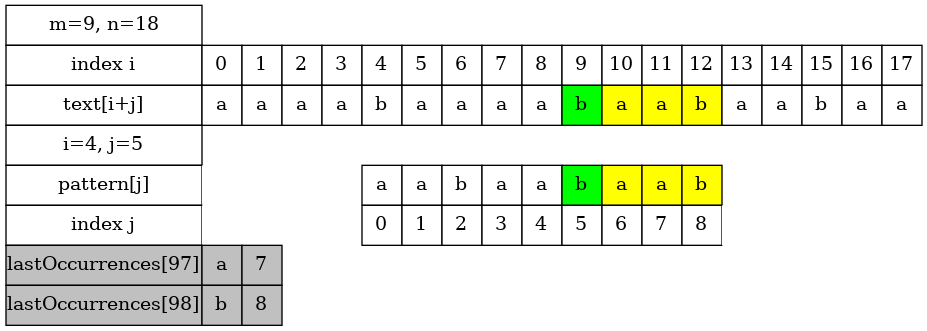 m=9, n=18
index i 0 1 2 3 4 5 6 7 8 9 10 11 12 13 14 15 16 17
text[i+j] a a a a b a a a a b a a b a a b a a
i=4, j=5
pattern[j] a a b a a b a a b
index j 0 1 2 3 4 5 6 7 8
lastOccurrences[97] a 7
lastOccurrences[98] b 8